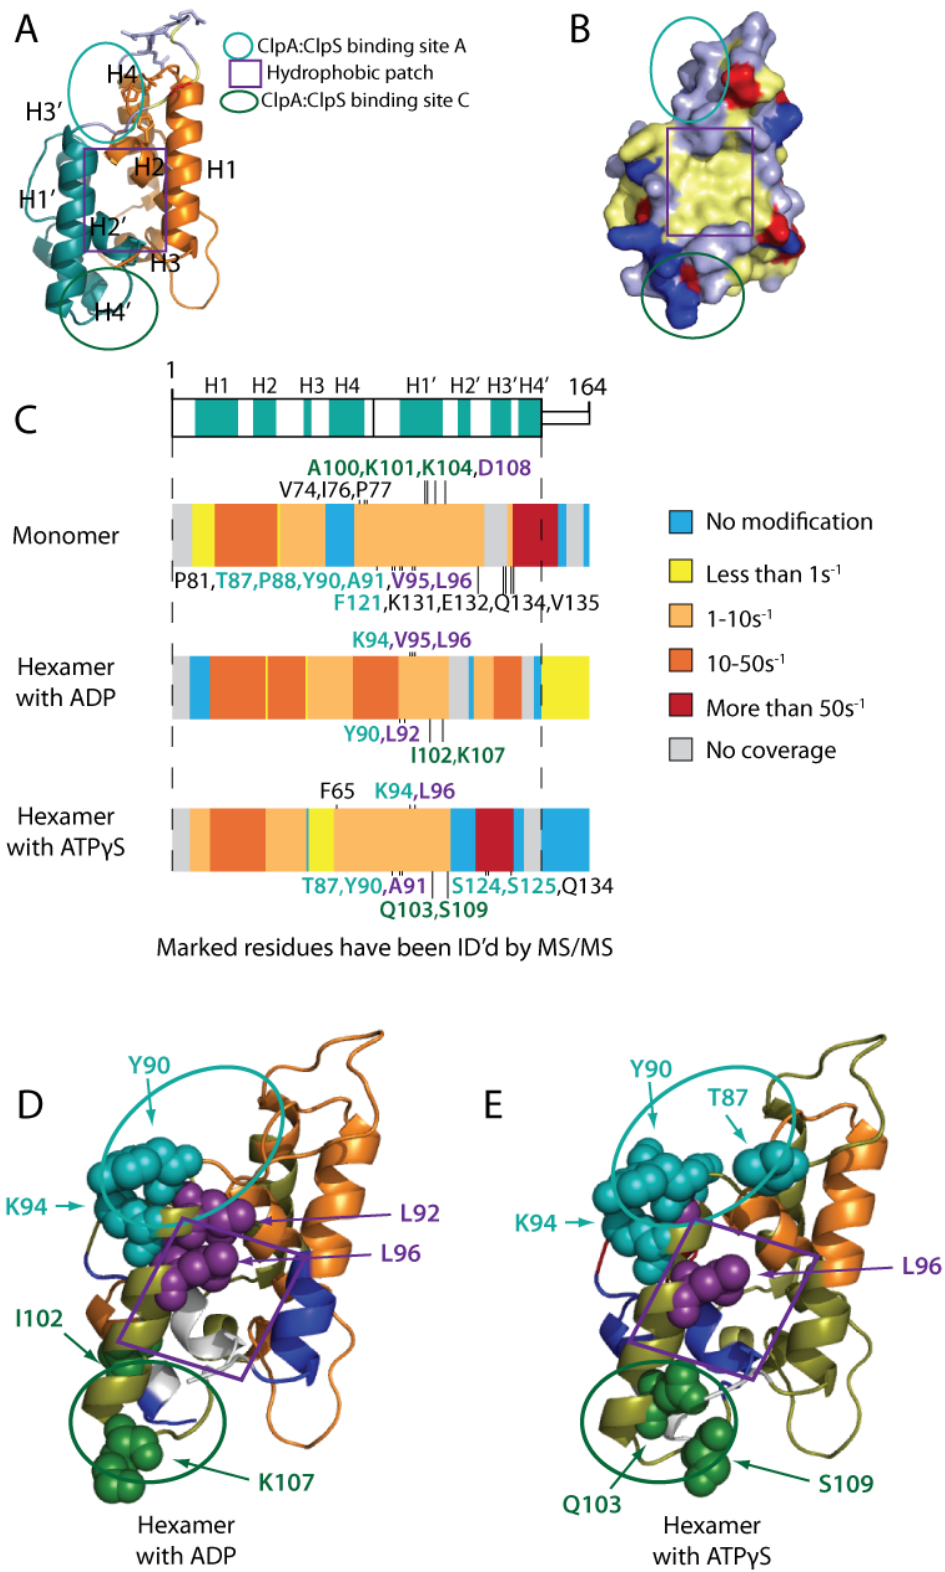 A
ClpA:ClpS binding site A
Hydrophobic patch
ClpA:ClpS binding site C
H4
H3′
H2
H1
H1′
H2′
H3
H4′
B
C
1
164
H1 H2 H3 H4 H1′ H2′ H3′ H4′
A100,K101,K104,D108
V74,I76,P77
Monomer
P81,T87,P88,Y90,A91,V95,L96
F121,K131,E132,Q134,V135
K94,V95,L96
Hexamer
with ADP
Y90,L92
I102,K107
F65
K94,L96
Hexamer
with ATPγS
T87,Y90,A91
S124,S125,Q134
Q103,S109
No modification
Less than 1s⁻¹
1-10s⁻¹
10-50s⁻¹
More than 50s⁻¹
No coverage
Marked residues have been ID'd by MS/MS
D
Y90
K94
L92
L96
I102
K107
Hexamer
with ADP
E
Y90
T87
K94
L96
Q103
S109
Hexamer
with ATPγS